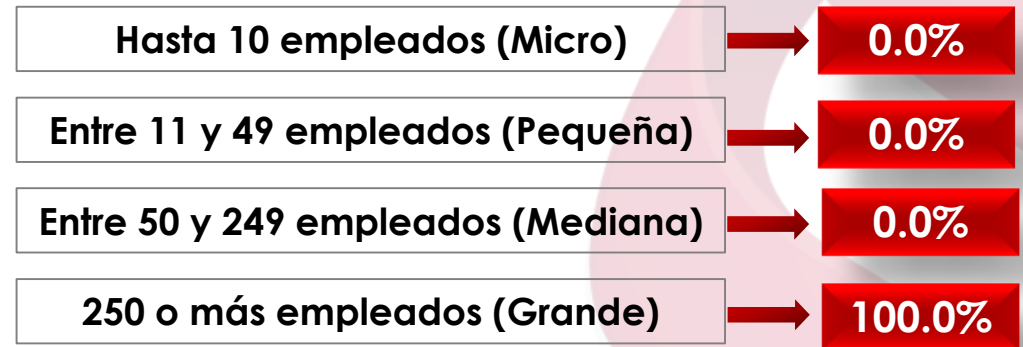 Hasta 10 empleados (Micro) 0.0%
Entre 11 y 49 empleados (Pequeña) 0.0%
Entre 50 y 249 empleados (Mediana) 0.0%
250 o más empleados (Grande) 100.0%